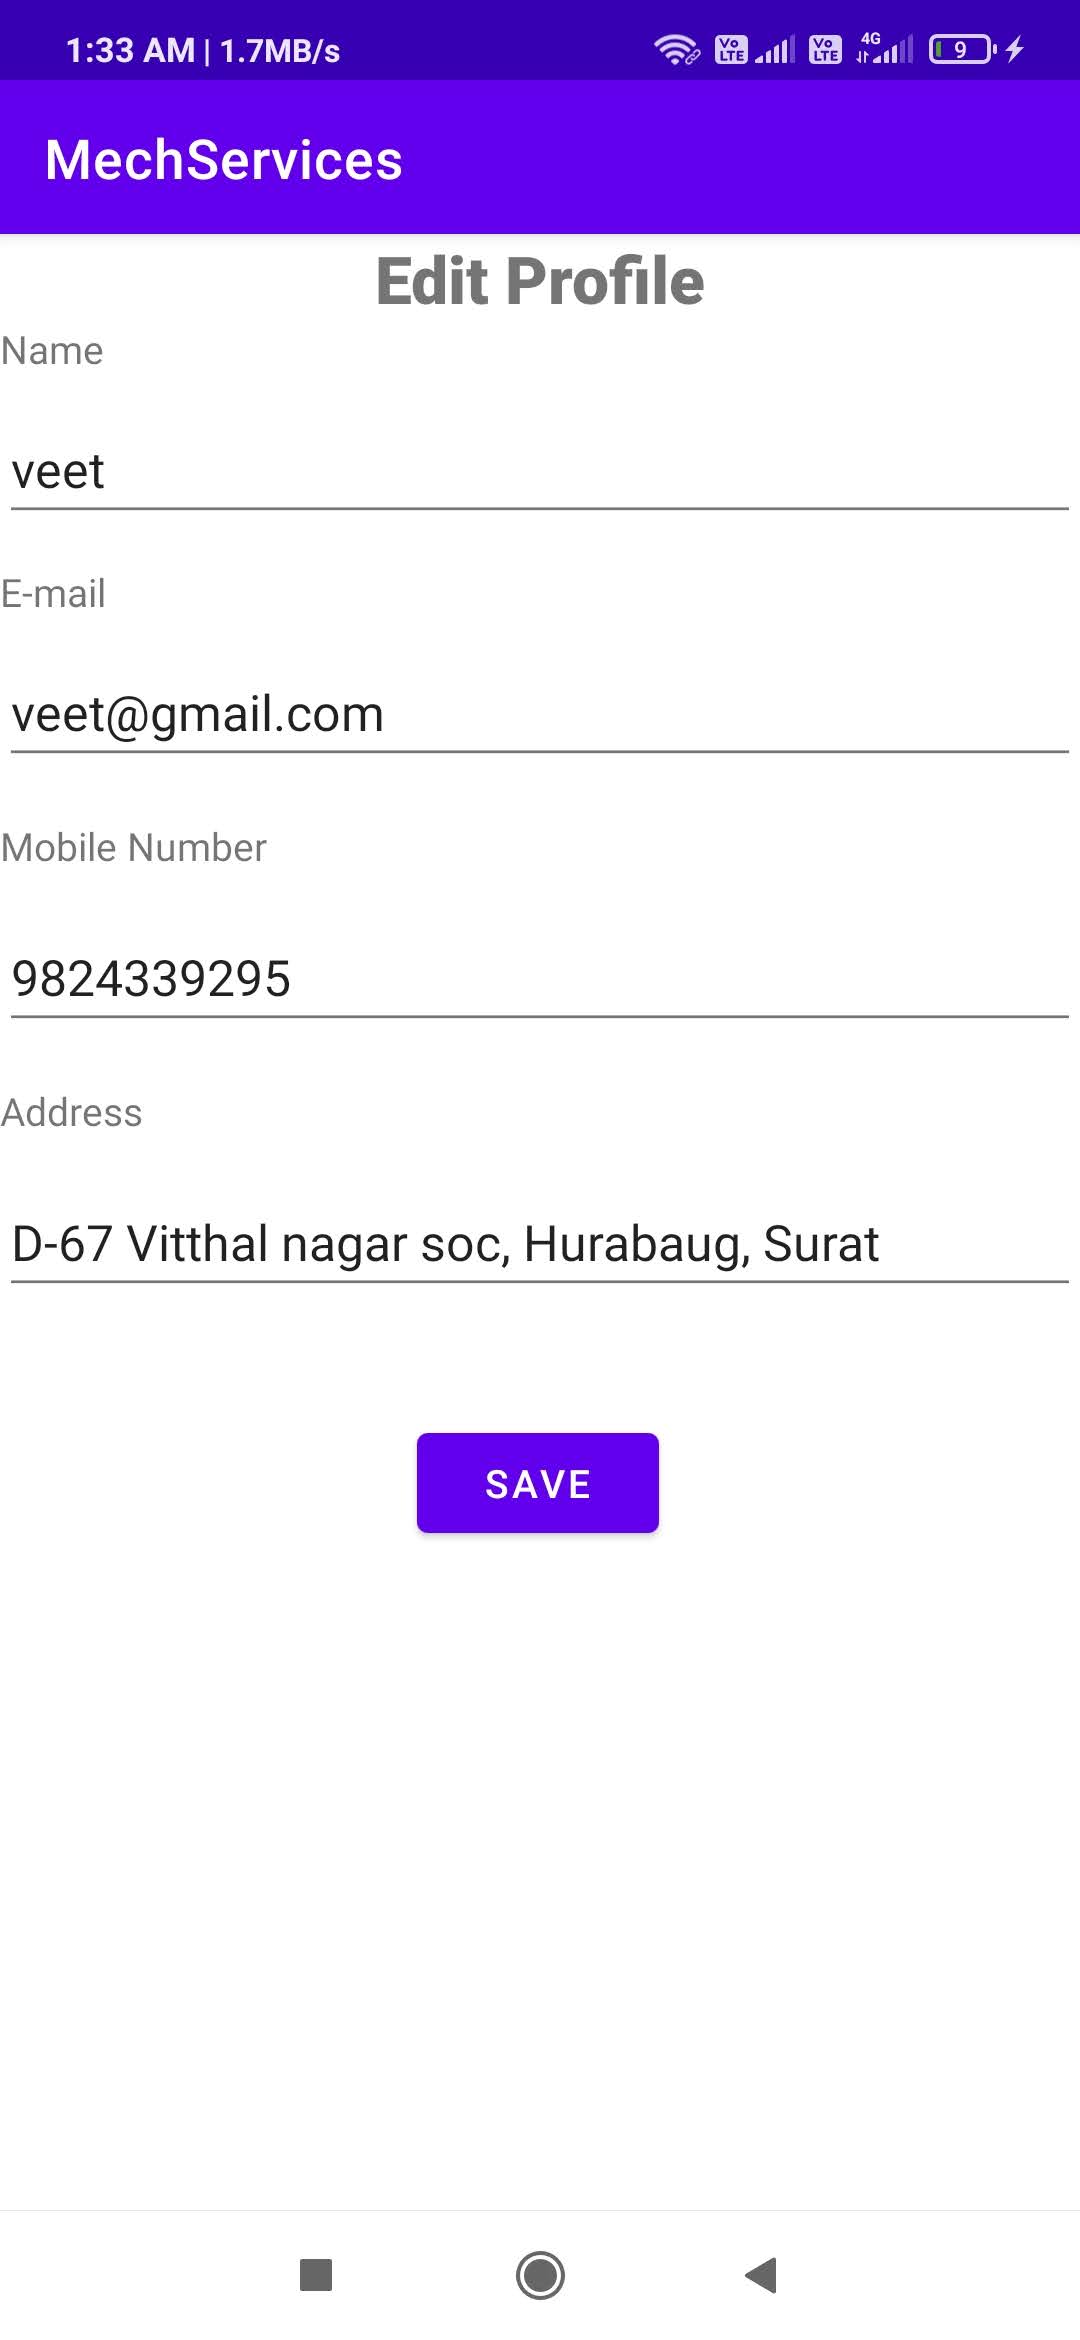 1:33 AM | 1.7MB/s
Vo LTE Vo LTE 4G 9
MechServices
Edit Profile
Name
veet
E-mail
veet@gmail.com
Mobile Number
9824339295
Address
D-67 Vitthal nagar soc, Hurabaug, Surat
SAVE